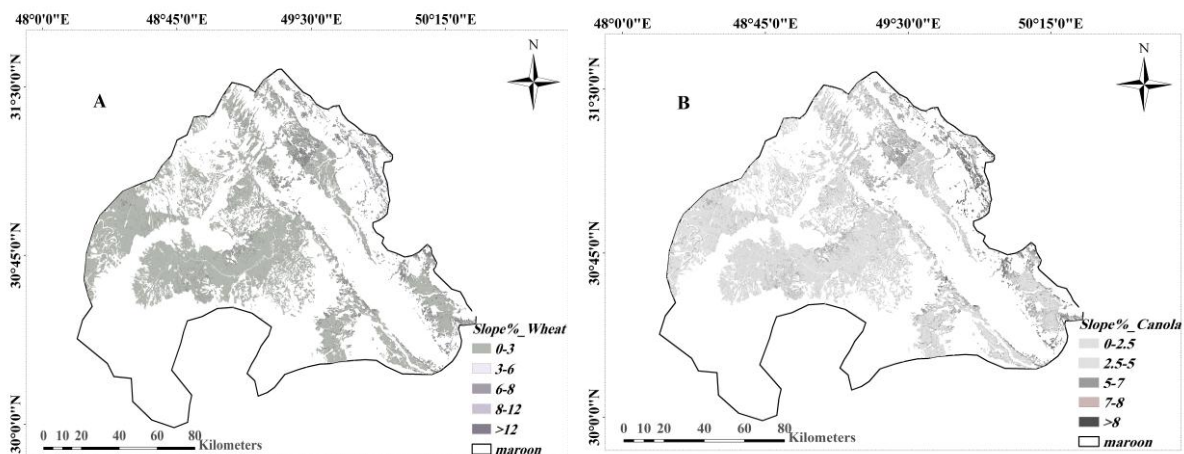 48°0'0"E 48°45'0"E 49°30'0"E 50°15'0"E
N
A
31°30'0"N
30°45'0"N
30°0'0"N
Slope%_Wheat
0-3
3-6
6-8
8-12
>12
maroon
0 10 20 40 60 80
Kilometers
48°0'0"E 48°45'0"E 49°30'0"E 50°15'0"E
N
B
31°30'0"N
30°45'0"N
30°0'0"N
Slope%_Canola
0-2.5
2.5-5
5-7
7-8
>8
maroon
0 10 20 40 60 80
Kilometers